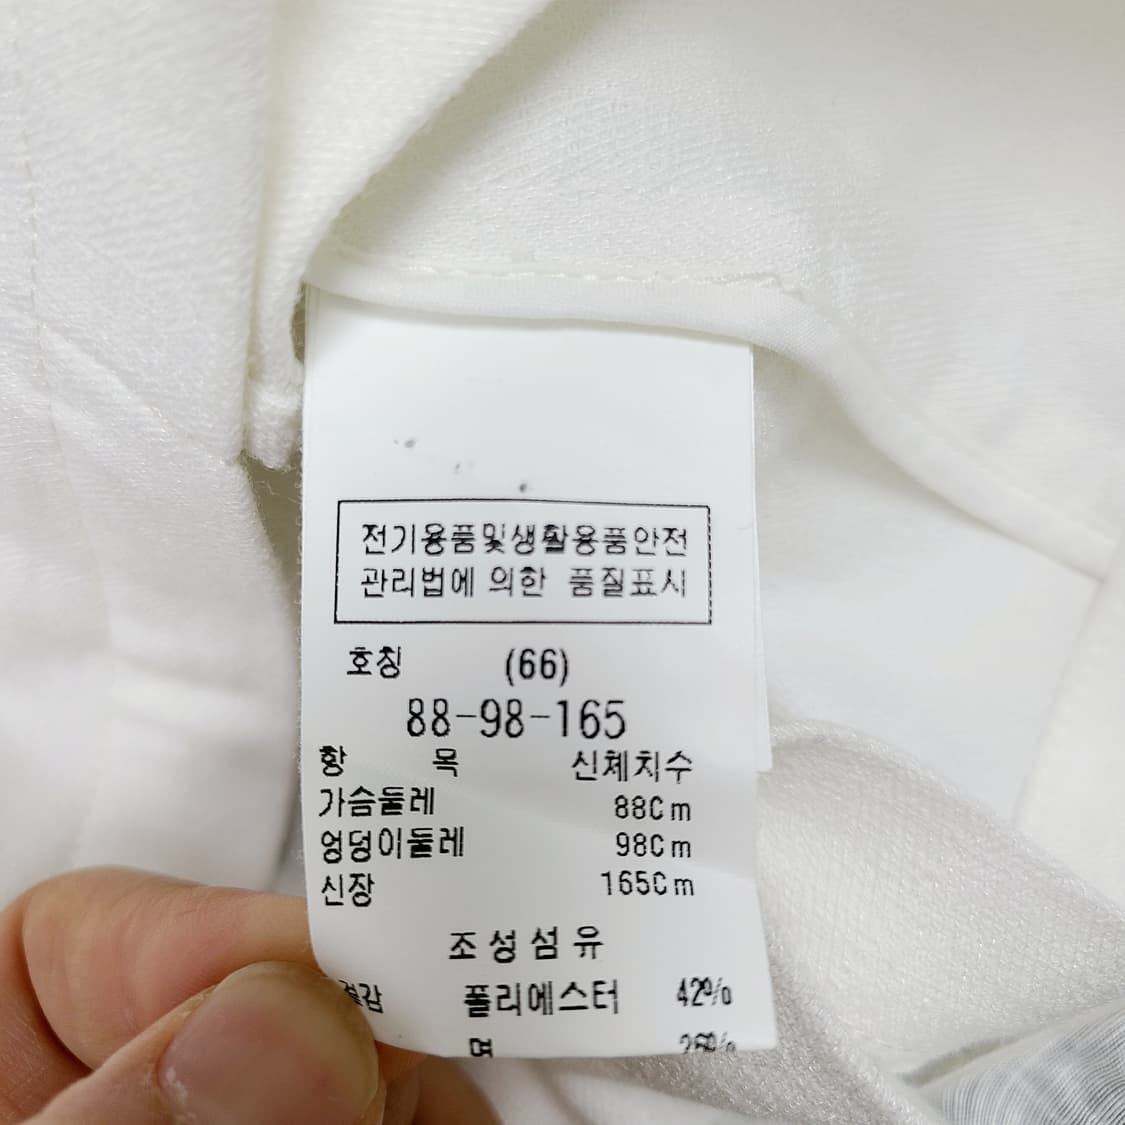 전기용품및생활용품안전
관리법에 의한 품질표시
호칭 (66)
88-98-165
항 목 신체치수
가슴둘레 88Cm
엉덩이둘레 98Cm
신장 165Cm
조성섬유
폴리에스터 42%
면 26%